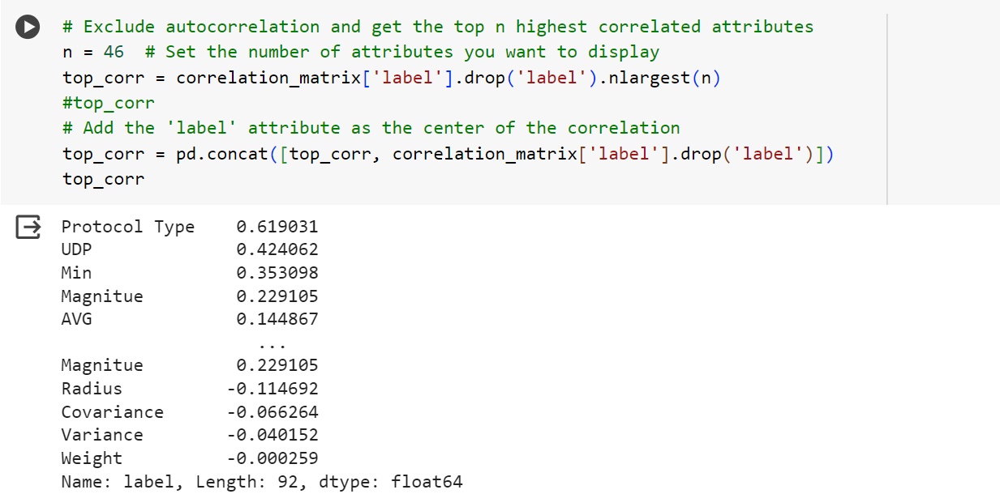 # Exclude autocorrelation and get the top n highest correlated attributes
n = 46  # Set the number of attributes you want to display
top_corr = correlation_matrix['label'].drop('label').nlargest(n)
#top_corr
# Add the 'label' attribute as the center of the correlation
top_corr = pd.concat([top_corr, correlation_matrix['label'].drop('label')])
top_corr
Protocol Type    0.619031
UDP              0.424062
Min              0.353098
Magnitue         0.229105
AVG              0.144867
                   ...
Magnitue         0.229105
Radius          -0.114692
Covariance      -0.066264
Variance        -0.040152
Weight          -0.000259
Name: label, Length: 92, dtype: float64